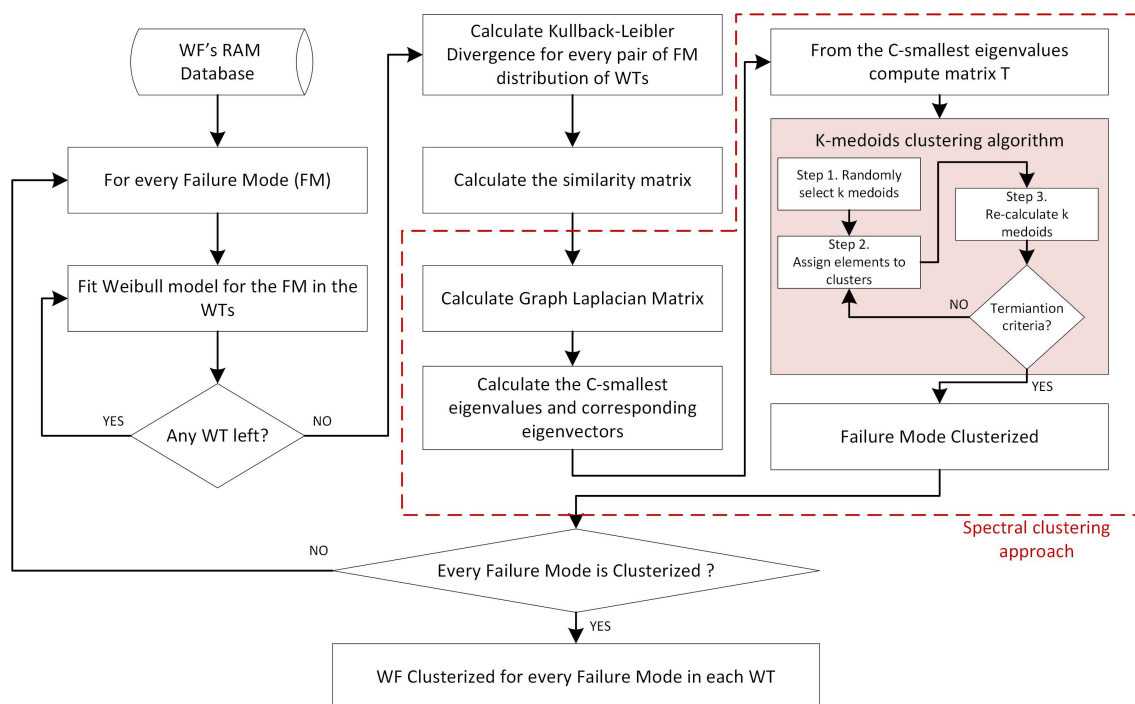 WF's RAM
Database
For every Failure Mode (FM)
Fit Weibull model for the FM in the
WTs
Any WT left?
YES
NO
Calculate Kullback-Leibler
Divergence for every pair of FM
distribution of WTs
Calculate the similarity matrix
Calculate Graph Laplacian Matrix
Calculate the C-smallest
eigenvalues and corresponding
eigenvectors
From the C-smallest eigenvalues
compute matrix T
K-medoids clustering algorithm
Step 1. Randomly
select k medoids
Step 2.
Assign elements to
clusters
Step 3.
Re-calculate k
medoids
Termiantion
criteria?
NO
YES
Failure Mode Clusterized
Spectral clustering
approach
Every Failure Mode is Clusterized ?
NO
YES
WF Clusterized for every Failure Mode in each WT